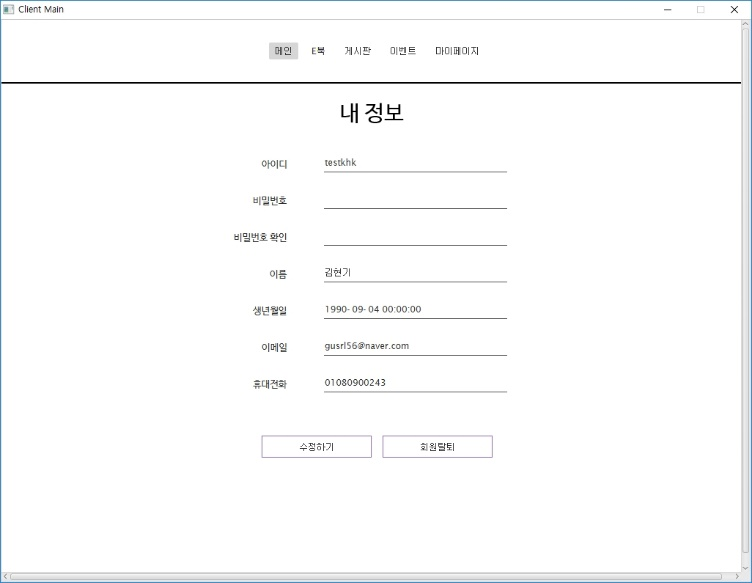 Client Main
메인 E북 게시판 이벤트 마이페이지
내 정보
아이디 testkhk
비밀번호
비밀번호 확인
이름 김현기
생년월일 1990- 09- 04 00:00:00
이메일 gusrl56@naver.com
휴대전화 01080900243
수정하기 회원탈퇴